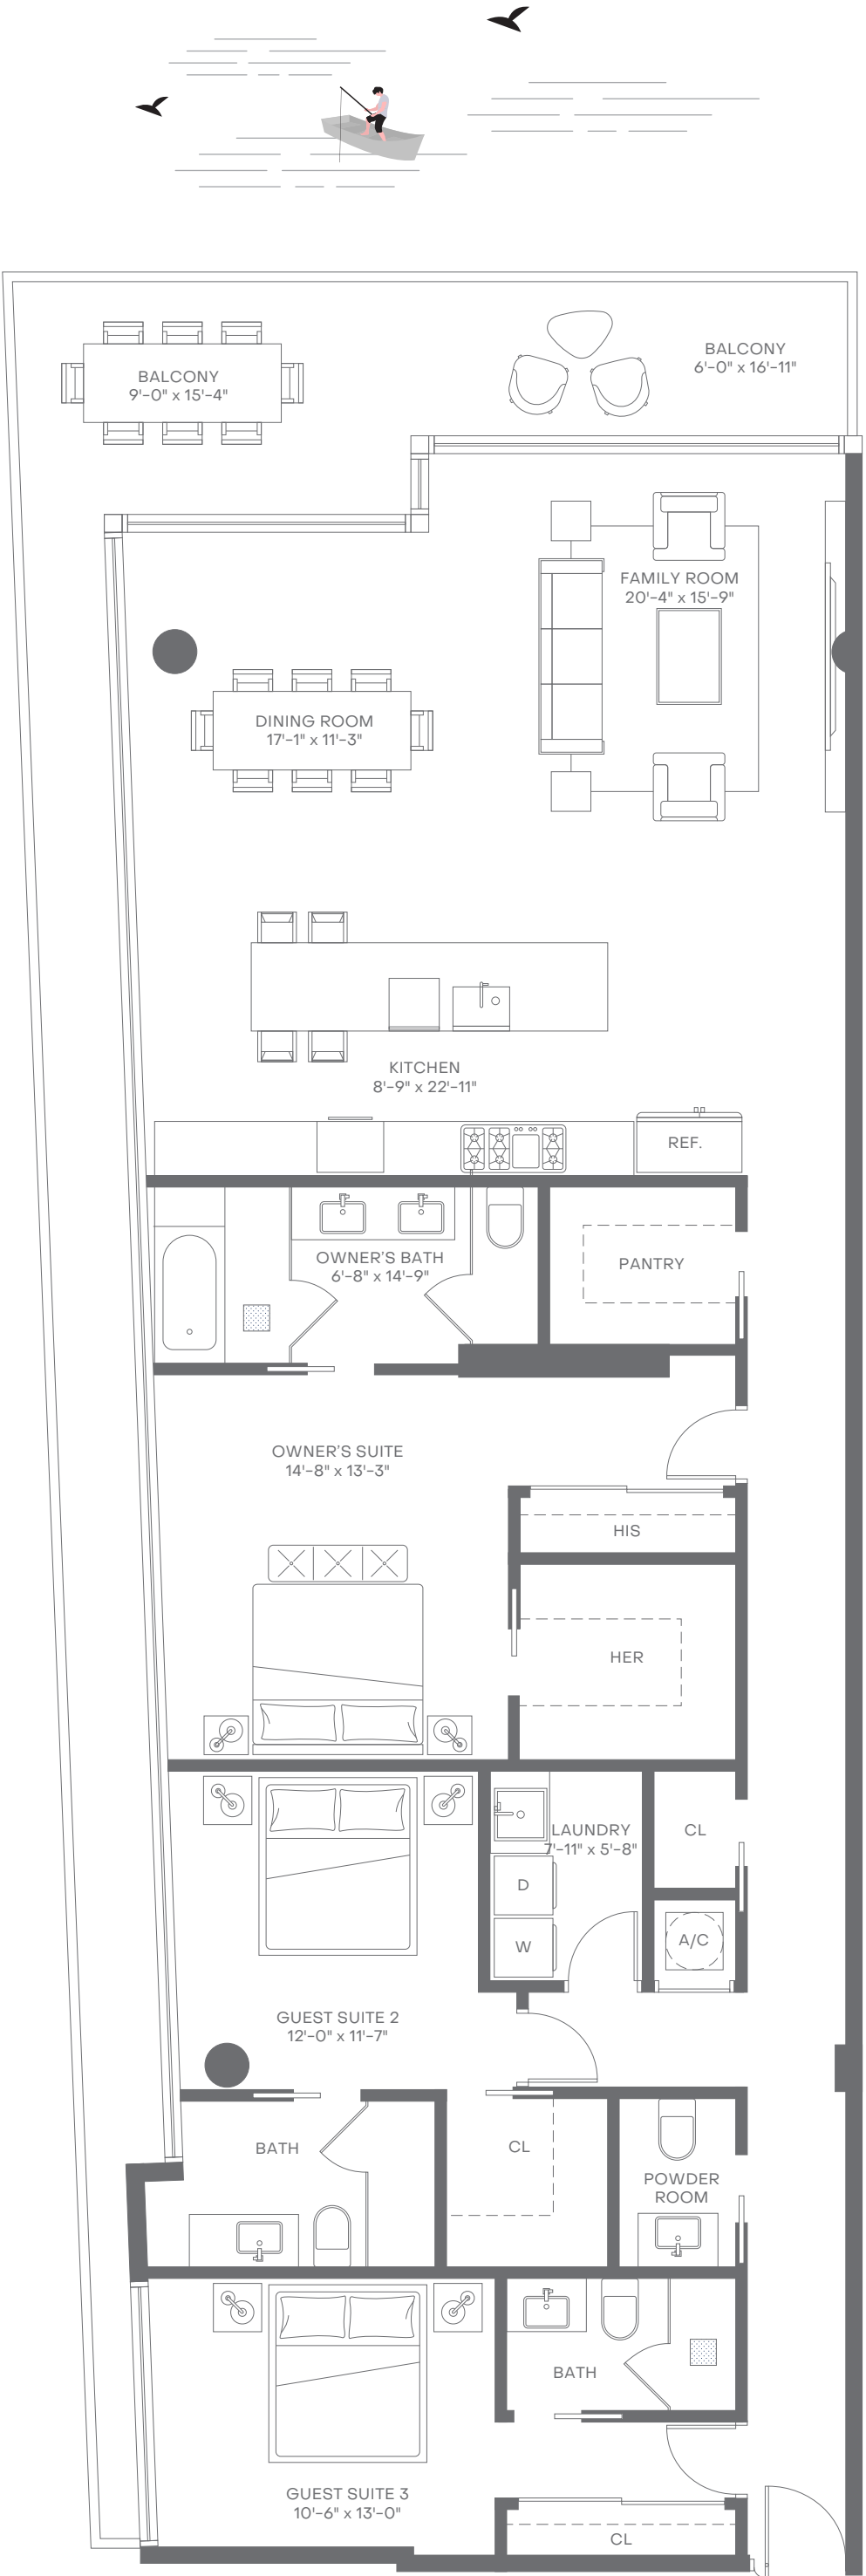 BALCONY
9'-0" x 15'-4"
BALCONY
6'-0" x 16'-11"
FAMILY ROOM
20'-4" x 15'-9"
DINING ROOM
17'-1" x 11'-3"
KITCHEN
8'-9" x 22'-11"
REF.
OWNER'S BATH
6'-8" x 14'-9"
PANTRY
OWNER'S SUITE
14'-8" x 13'-3"
HIS
HER
LAUNDRY
7'-11" x 5'-8"
CL
D
W
A/C
GUEST SUITE 2
12'-0" x 11'-7"
BATH
CL
POWDER
ROOM
BATH
GUEST SUITE 3
10'-6" x 13'-0"
CL